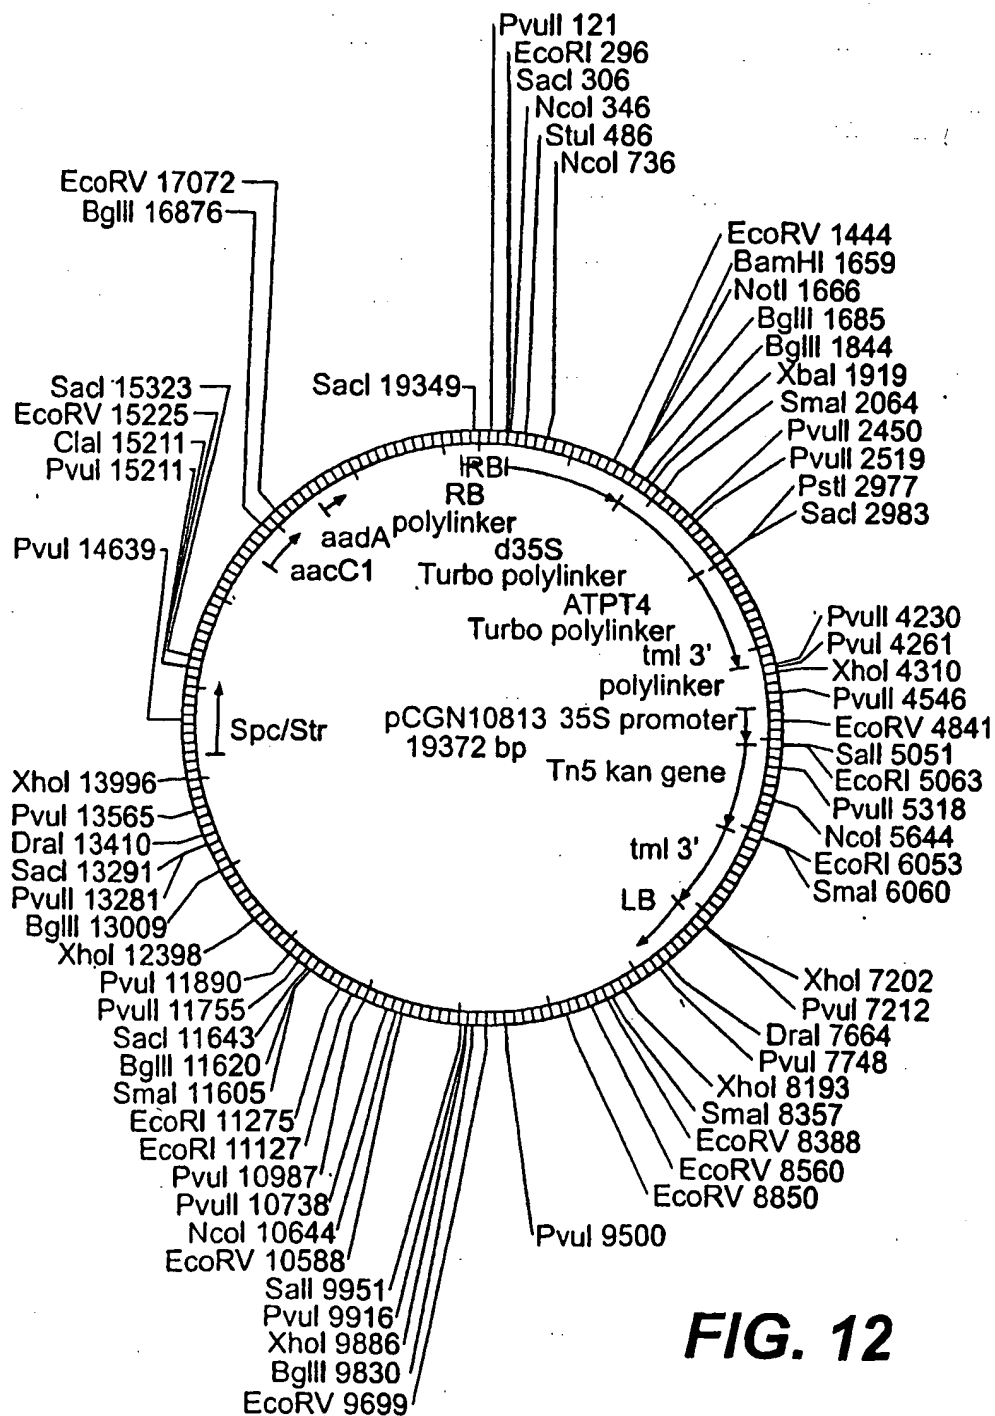 PvuII 121
EcoRI 296
SacI 306
NcoI 346
StuI 486
NcoI 736
EcoRV 17072
BglII 16876
EcoRV 1444
BamHI 1659
NotI 1666
BglII 1685
BglII 1844
XbaI 1919
SmaI 2064
PvuII 2450
PvuII 2519
PstI 2977
SacI 2983
SacI 19349
SacI 15323
EcoRV 15225
ClaI 15211
PvuI 15211
PvuI 14639
RB
RB
polylinker
aadA
aacC1
d35S
Turbo polylinker
ATPT4
Turbo polylinker
tml 3'
polylinker
PvuII 4230
PvuI 4261
XhoI 4310
PvuII 4546
EcoRV 4841
SalI 5051
EcoRI 5063
PvuII 5318
NcoI 5644
EcoRI 6053
SmaI 6060
Spc/Str
pCGN10813 35S promoter
19372 bp
Tn5 kan gene
tml 3'
LB
XhoI 13996
PvuI 13565
DraI 13410
SacI 13291
PvuII 13281
BglII 13009
XhoI 12398
PvuI 11890
PvuII 11755
SacI 11643
BglII 11620
SmaI 11605
EcoRI 11275
EcoRI 11127
PvuI 10987
PvuII 10738
NcoI 10644
EcoRV 10588
SalI 9951
PvuI 9916
XhoI 9886
BglII 9830
EcoRV 9699
XhoI 7202
PvuI 7212
DraI 7664
PvuI 7748
XhoI 8193
SmaI 8357
EcoRV 8388
EcoRV 8560
EcoRV 8850
PvuI 9500
FIG. 12